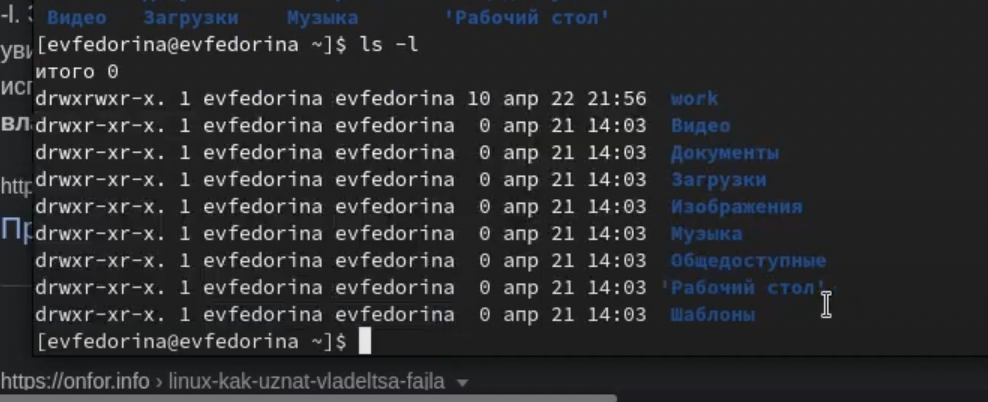 -l.
Видео Загрузки Музыка 'Рабочий стол'
[evfedorina@evfedorina ~]$ ls -l
итого 0
drwxrwxr-x. 1 evfedorina evfedorina 10 апр 22 21:56 work
drwxr-xr-x. 1 evfedorina evfedorina 0 апр 21 14:03 Видео
drwxr-xr-x. 1 evfedorina evfedorina 0 апр 21 14:03 Документы
drwxr-xr-x. 1 evfedorina evfedorina 0 апр 21 14:03 Загрузки
drwxr-xr-x. 1 evfedorina evfedorina 0 апр 21 14:03 Изображения
drwxr-xr-x. 1 evfedorina evfedorina 0 апр 21 14:03 Музыка
drwxr-xr-x. 1 evfedorina evfedorina 0 апр 21 14:03 Общедоступные
drwxr-xr-x. 1 evfedorina evfedorina 0 апр 21 14:03 'Рабочий стол'
drwxr-xr-x. 1 evfedorina evfedorina 0 апр 21 14:03 Шаблоны
[evfedorina@evfedorina ~]$
https://onfor.info › linux-kak-uznat-vladeltsa-fajla